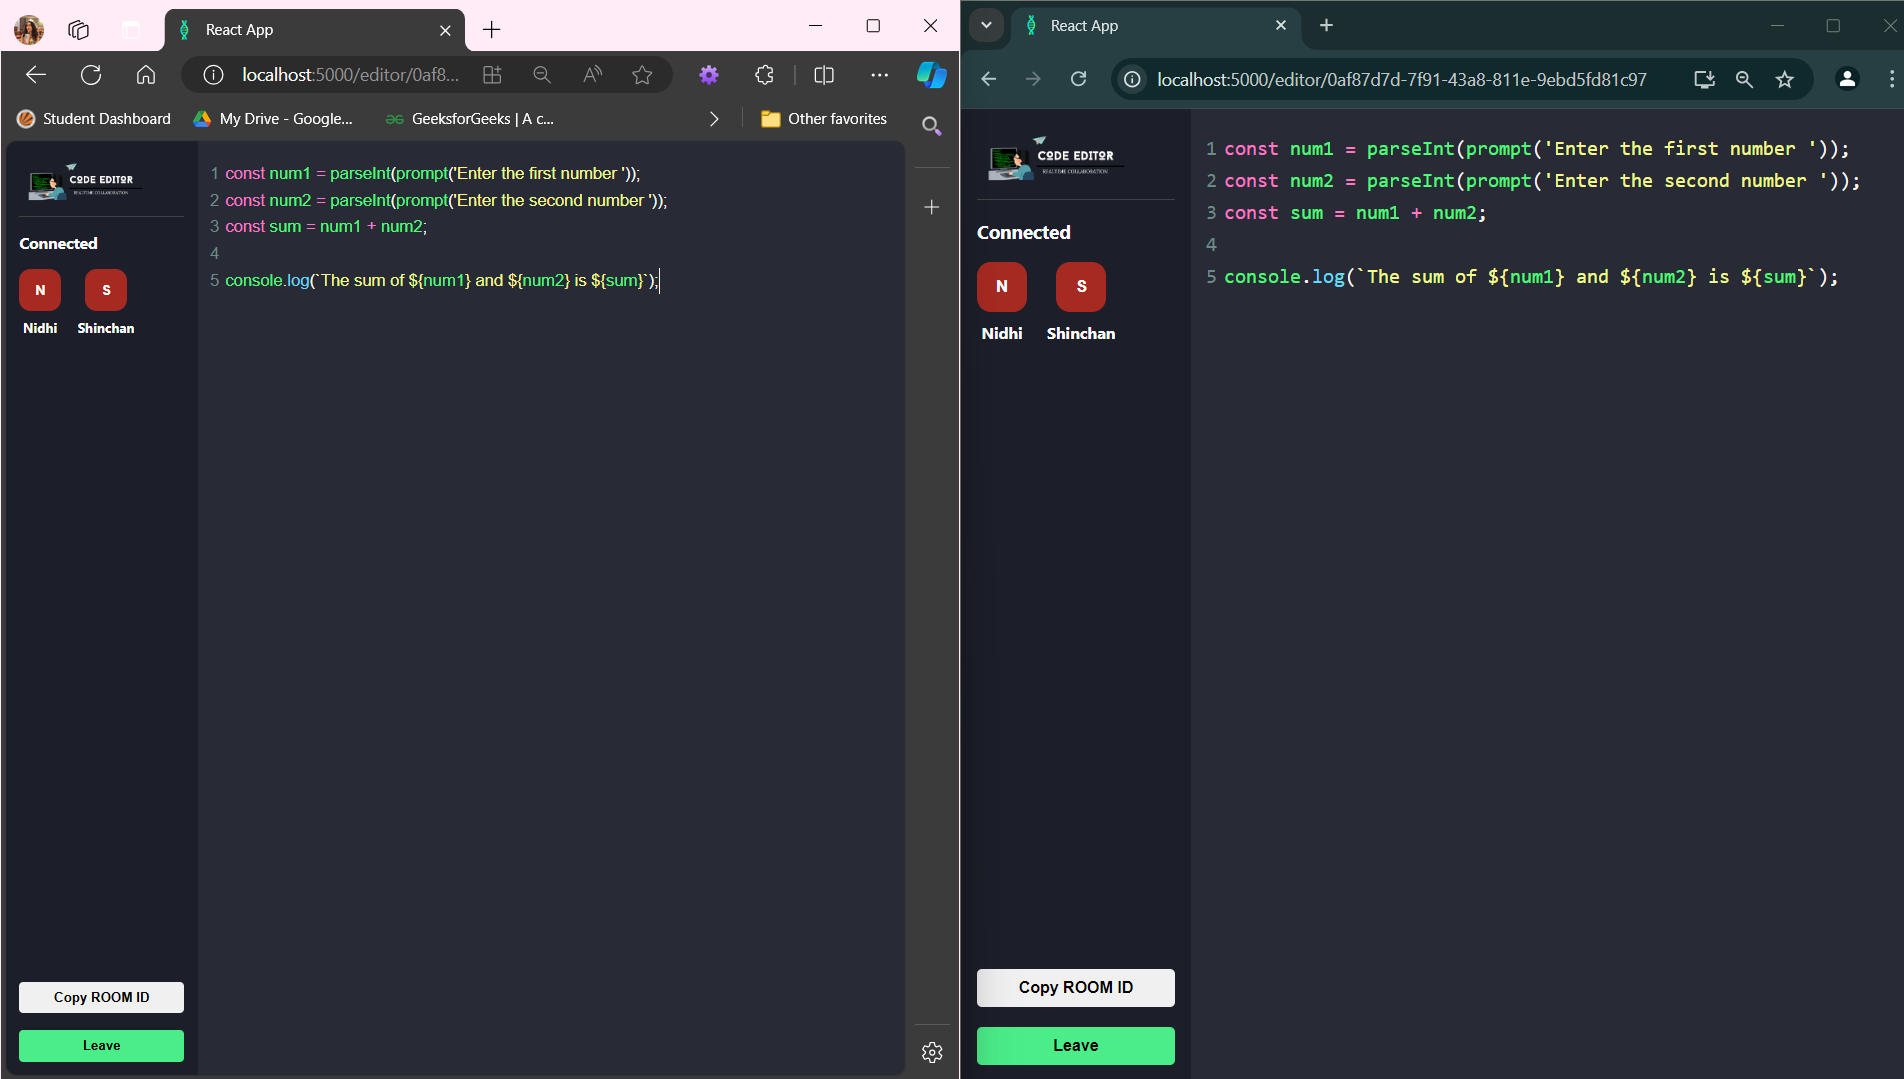 React App
localhost:5000/editor/0af8...
Student Dashboard
My Drive - Google...
GeeksforGeeks | A c...
Other favorites
CODE EDITOR
REALTIME COLLABORATION
Connected
N
S
Nidhi
Shinchan
1 const num1 = parseInt(prompt('Enter the first number '));
2 const num2 = parseInt(prompt('Enter the second number '));
3 const sum = num1 + num2;
4
5 console.log(`The sum of ${num1} and ${num2} is ${sum}`);
Copy ROOM ID
Leave
React App
localhost:5000/editor/0af87d7d-7f91-43a8-811e-9ebd5fd81c97
CODE EDITOR
REALTIME COLLABORATION
Connected
N
S
Nidhi
Shinchan
1 const num1 = parseInt(prompt('Enter the first number '));
2 const num2 = parseInt(prompt('Enter the second number '));
3 const sum = num1 + num2;
4
5 console.log(`The sum of ${num1} and ${num2} is ${sum}`);
Copy ROOM ID
Leave